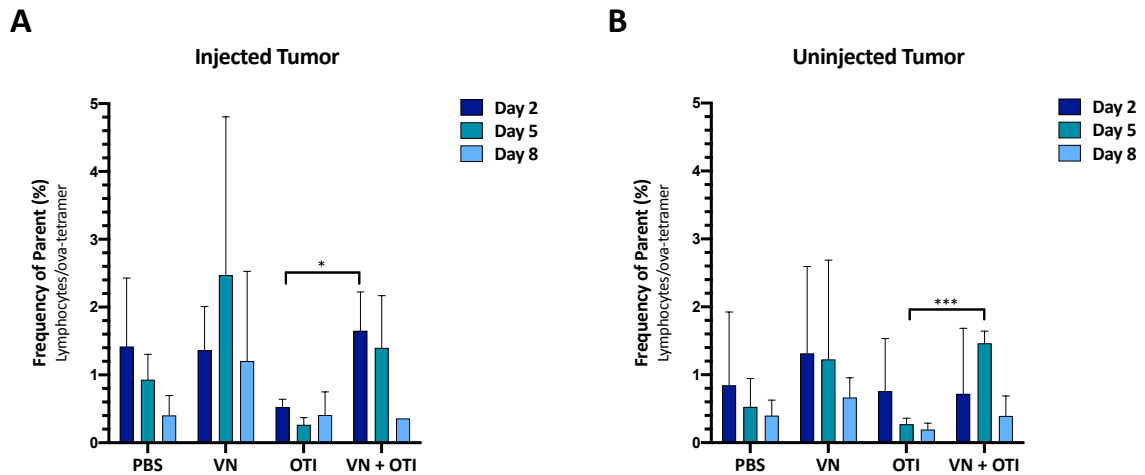 A
Injected Tumor
Frequency of Parent (%)
Lymphocytes/ova-tetramer
5
4
3
2
1
0
Day 2
Day 5
Day 8
*
PBS
VN
OTI
VN + OTI
B
Uninjected Tumor
Frequency of Parent (%)
Lymphocytes/ova-tetramer
5
4
3
2
1
0
Day 2
Day 5
Day 8
***
PBS
VN
OTI
VN + OTI